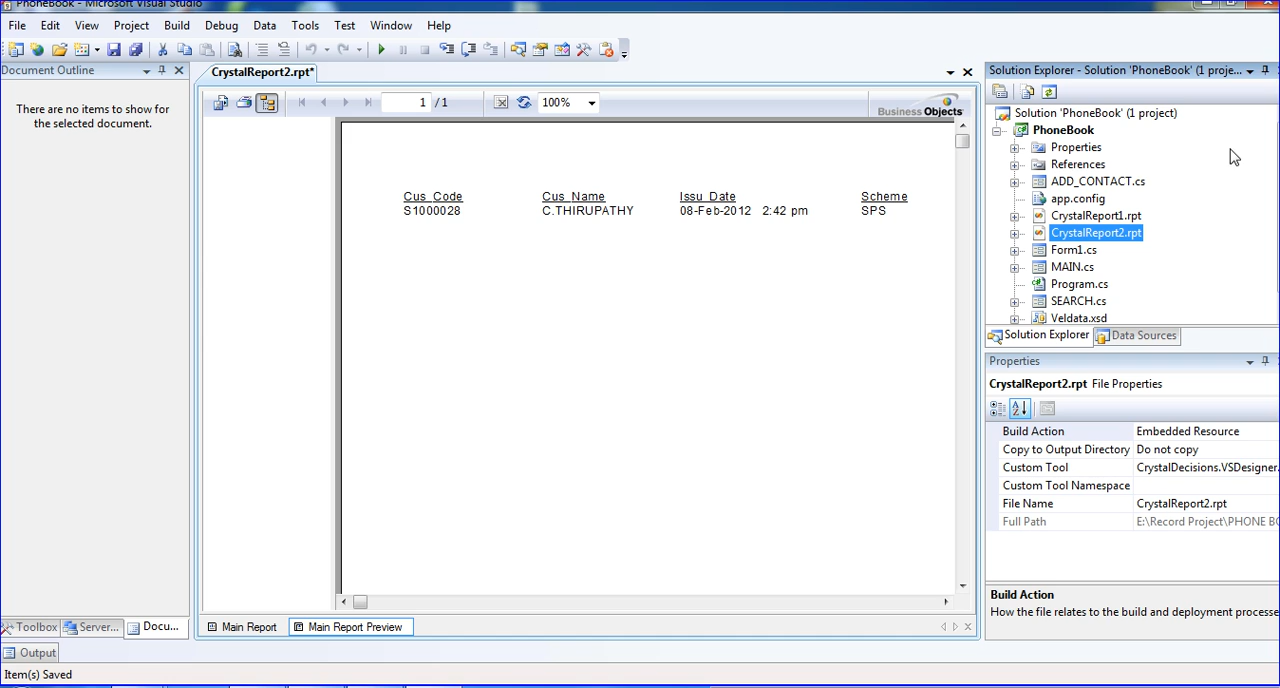 PhoneBook - Microsoft Visual Studio
File Edit View Project Build Debug Data Tools Test Window Help
Document Outline
There are no items to show for
the selected document.
CrystalReport2.rpt*
1 /1
100%
Business Objects
Cus_Code Cus_Name Issu_Date Scheme
S1000028 C.THIRUPATHY 08-Feb-2012 2:42 pm SPS
Main Report Main Report Preview
Solution Explorer - Solution 'PhoneBook' (1 proje...
Solution 'PhoneBook' (1 project)
PhoneBook
Properties
References
ADD_CONTACT.cs
app.config
CrystalReport1.rpt
CrystalReport2.rpt
Form1.cs
MAIN.cs
Program.cs
SEARCH.cs
Veldata.xsd
Solution Explorer Data Sources
Properties
CrystalReport2.rpt File Properties
Build Action Embedded Resource
Copy to Output Directory Do not copy
Custom Tool CrystalDecisions.VSDesigner.
Custom Tool Namespace
File Name CrystalReport2.rpt
Full Path E:\Record Project\PHONE BO
Build Action
How the file relates to the build and deployment processe
Toolbox Server... Docu...
Output
Item(s) Saved